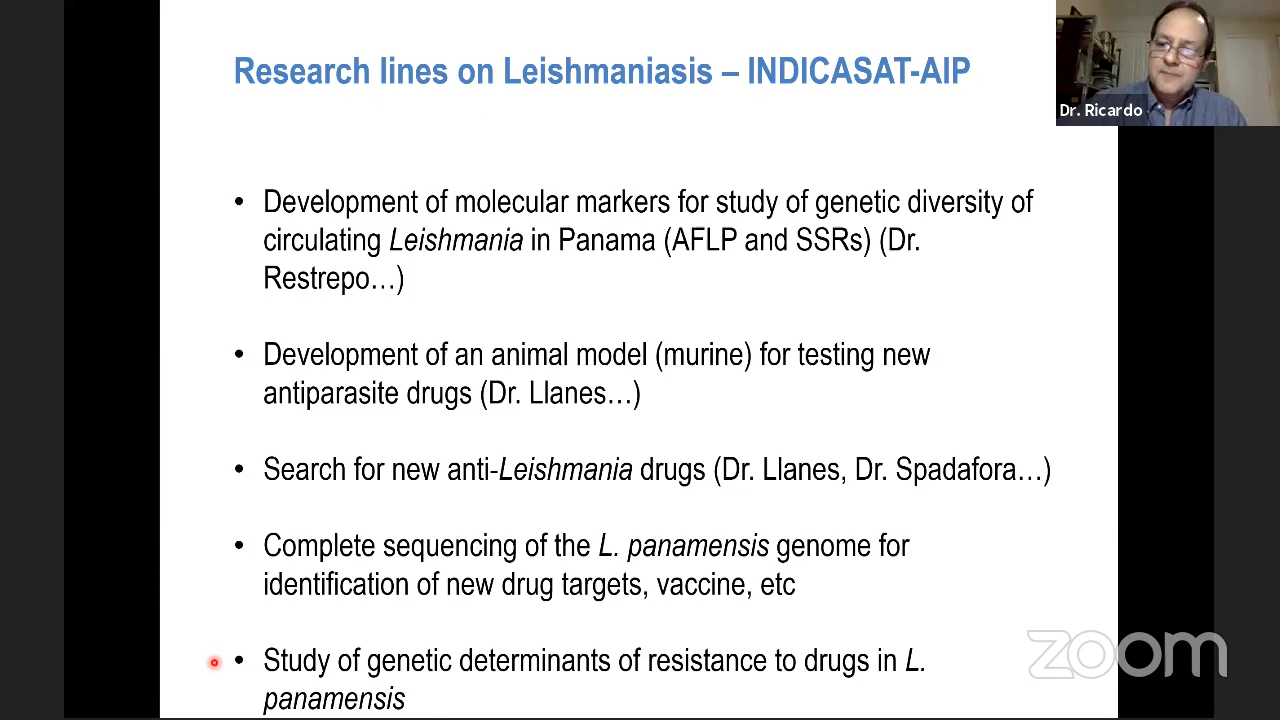 Research lines on Leishmaniasis – INDICASAT-AIP
Dr. Ricardo
• Development of molecular markers for study of genetic diversity of
circulating Leishmania in Panama (AFLP and SSRs) (Dr.
Restrepo…)
• Development of an animal model (murine) for testing new
antiparasite drugs (Dr. Llanes…)
• Search for new anti-Leishmania drugs (Dr. Llanes, Dr. Spadafora…)
• Complete sequencing of the L. panamensis genome for
identification of new drug targets, vaccine, etc
• Study of genetic determinants of resistance to drugs in L.
panamensis
zoom